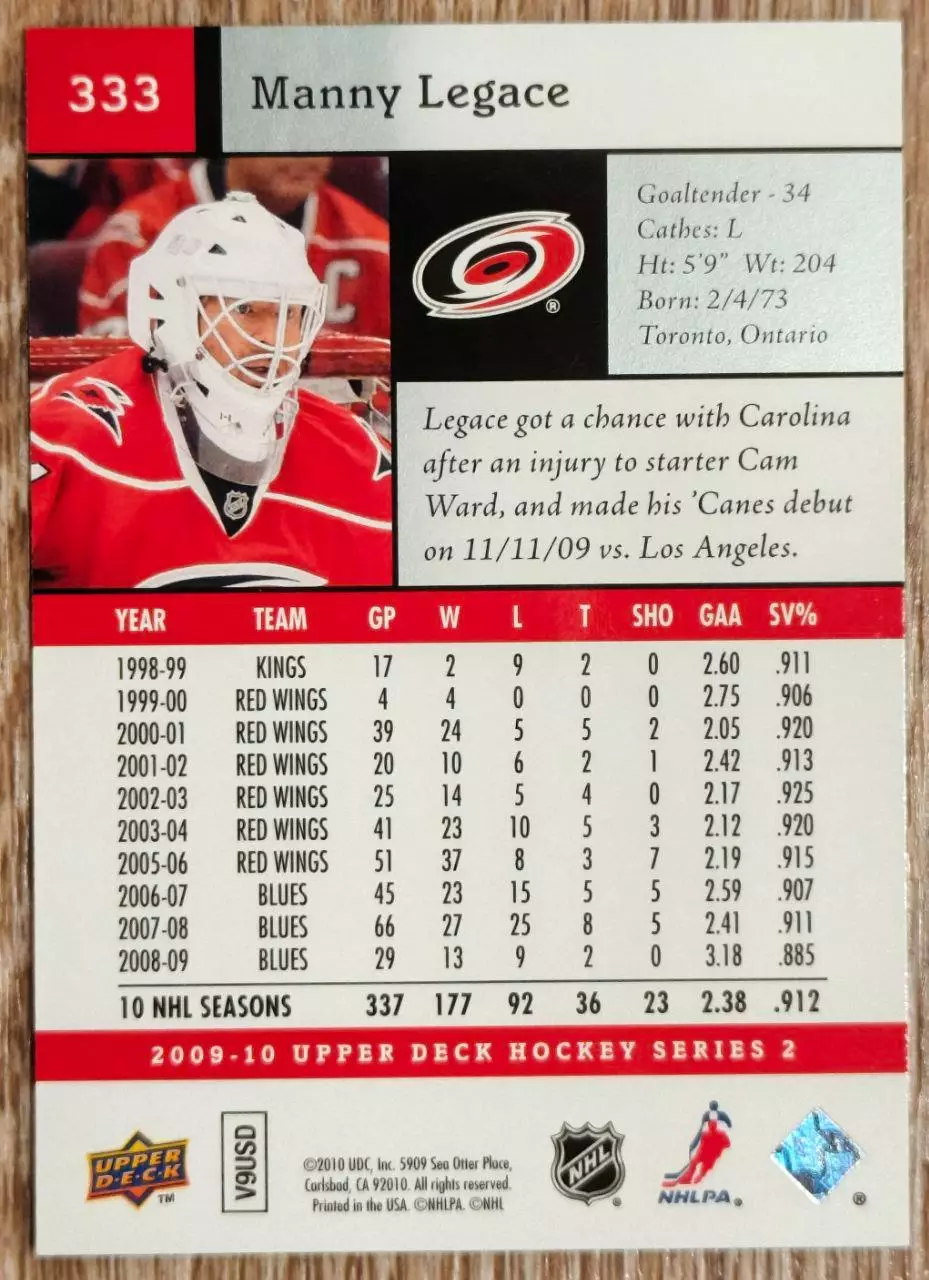 333
Manny Legace
Goaltender - 34
Cathes: L
Ht: 5'9" Wt: 204
Born: 2/4/73
Toronto, Ontario
®
C
Legace got a chance with Carolina
after an injury to starter Cam
Ward, and made his 'Canes debut
on 11/11/09 vs. Los Angeles.
NHL
YEAR TEAM GP W L T SHO GAA SV%
1998-99 KINGS 17 2 9 2 0 2.60 .911
1999-00 RED WINGS 4 4 0 0 0 2.75 .906
2000-01 RED WINGS 39 24 5 5 2 2.05 .920
2001-02 RED WINGS 20 10 6 2 1 2.42 .913
2002-03 RED WINGS 25 14 5 4 0 2.17 .925
2003-04 RED WINGS 41 23 10 5 3 2.12 .920
2005-06 RED WINGS 51 37 8 3 7 2.19 .915
2006-07 BLUES 45 23 15 5 5 2.59 .907
2007-08 BLUES 66 27 25 8 5 2.41 .911
2008-09 BLUES 29 13 9 2 0 3.18 .885
10 NHL SEASONS 337 177 92 36 23 2.38 .912
2009-10 UPPER DECK HOCKEY SERIES 2
UPPER
D·E·C·K
TM
V9USD
©2010 UDC, Inc. 5909 Sea Otter Place,
Carlsbad, CA 92010. All rights reserved.
Printed in the USA. ©NHLPA. ©NHL
NHL
®
NHLPA®
®